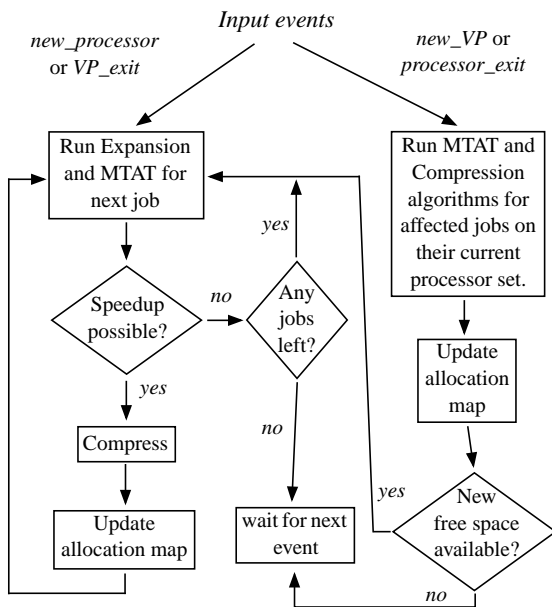 Input events
new_processor
or VP_exit
new_VP or
processor_exit
Run Expansion
and MTAT for
next job
Run MTAT and
Compression
algorithms for
affected jobs on
their current
processor set.
yes
Speedup
possible?
no
Any
jobs
left?
Update
allocation
map
yes
no
Compress
yes
New
free space
available?
Update
allocation map
wait for next
event
no